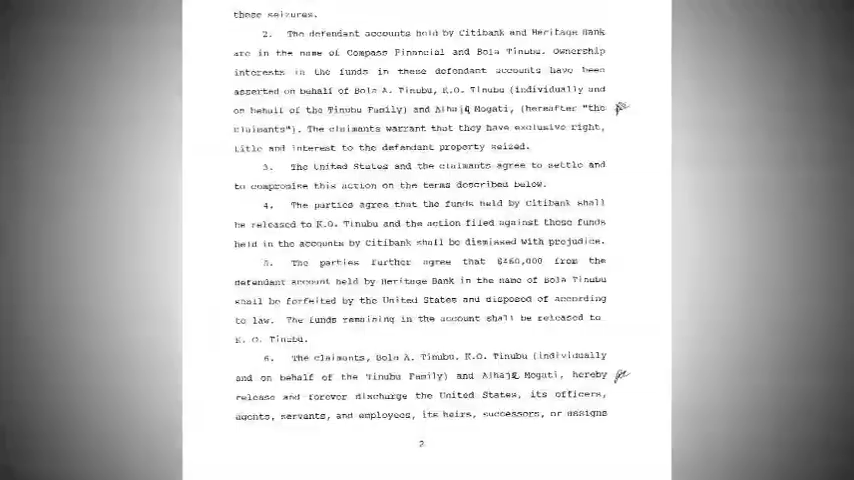 these seizures.
2. The defendant accounts held by Citibank and Heritage Bank
are in the name of Compass Financial and Bola Tinubu. Ownership
interests in the funds in these defendant accounts have been
asserted on behalf of Bola A. Tinubu, K.O. Tinubu (individually and
on behalf of the Tinubu Family) and Alhaji Mogati, (hereafter "the
claimants"). The claimants warrant that they have exclusive right,
title and interest to the defendant property seized.
3. The United States and the claimants agree to settle and
to compromise this action on the terms described below.
4. The parties agree that the funds held by Citibank shall
be released to K.O. Tinubu and the action filed against those funds
held in the accounts by Citibank shall be dismissed with prejudice.
5. The parties further agree that $460,000 from the
defendant account held by Heritage Bank in the name of Bola Tinubu
shall be forfeited by the United States and disposed of according
to law. The funds remaining in the account shall be released to
K. O. Tinubu.
6. The claimants, Bola A. Tinubu, K.O. Tinubu (individually
and on behalf of the Tinubu Family) and Alhaji Mogati, hereby
release and forever discharge the United States, its officers,
agents, servants, and employees, its heirs, successors, or assigns
2